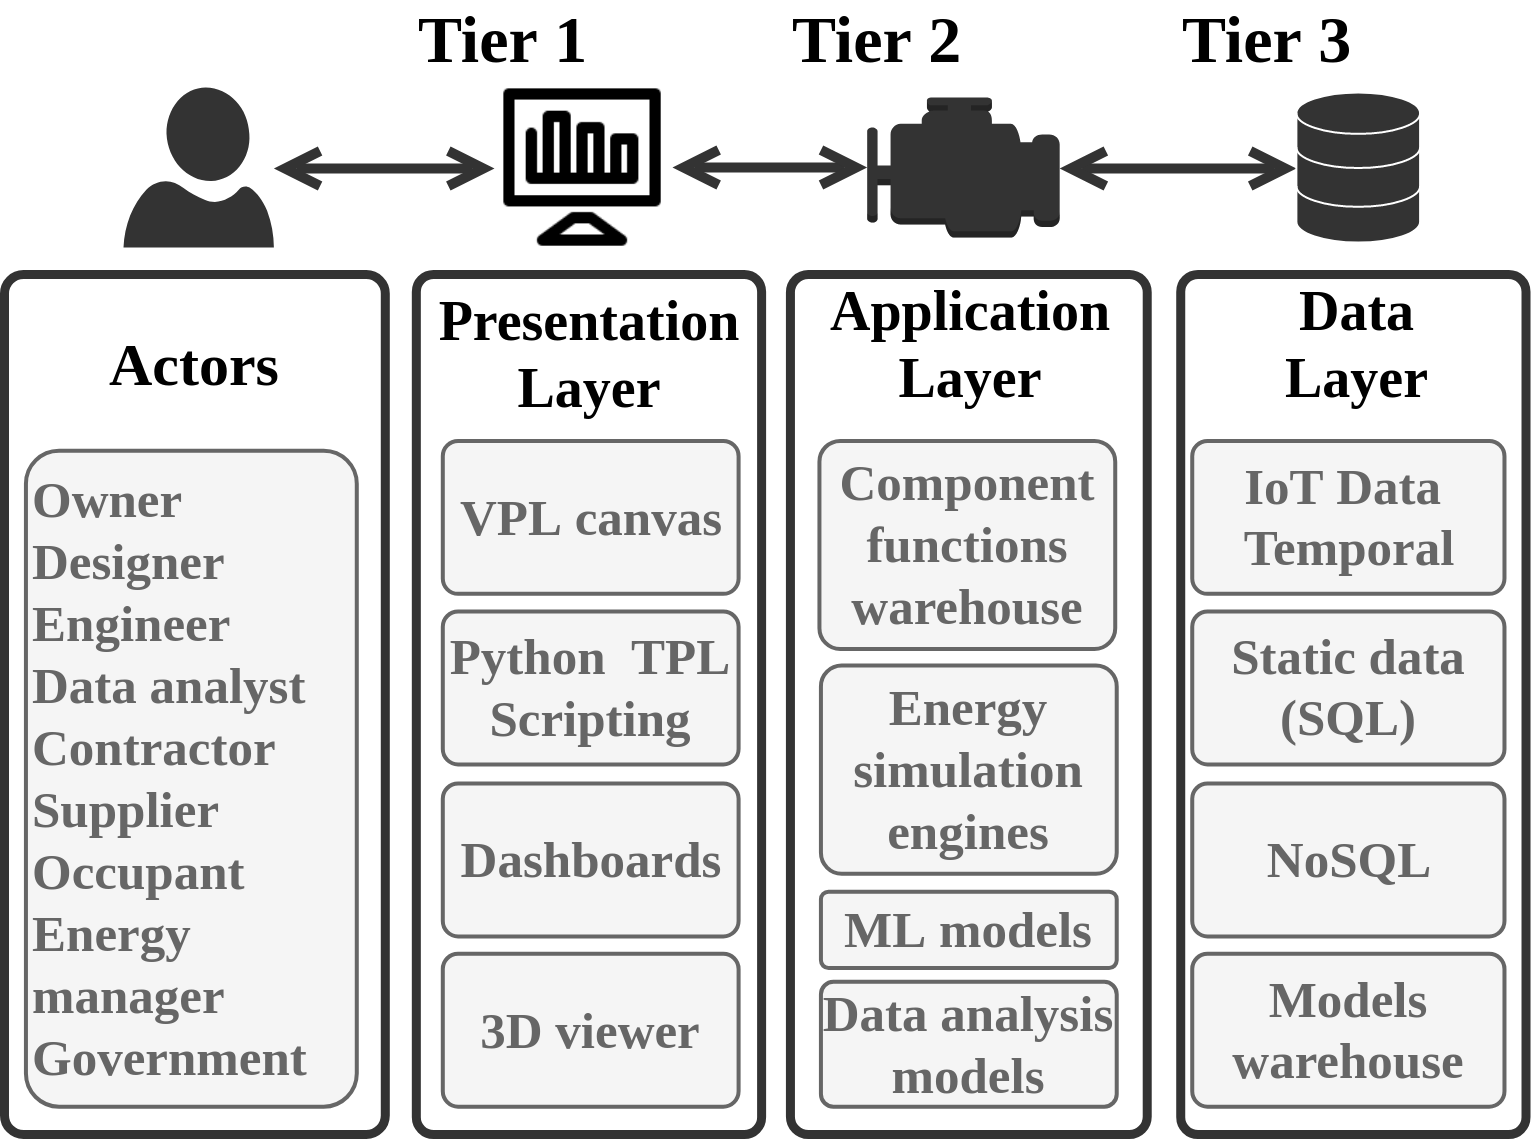 Tier 1
Tier 2
Tier 3
Actors
Owner
Designer
Engineer
Data analyst
Contractor
Supplier
Occupant
Energy
manager
Government
Presentation
Layer
VPL canvas
Python  TPL
Scripting
Dashboards
3D viewer
Application
Layer
Component
functions
warehouse
Energy
simulation
engines
ML models
Data analysis
models
Data
Layer
IoT Data
Temporal
Static data
(SQL)
NoSQL
Models
warehouse